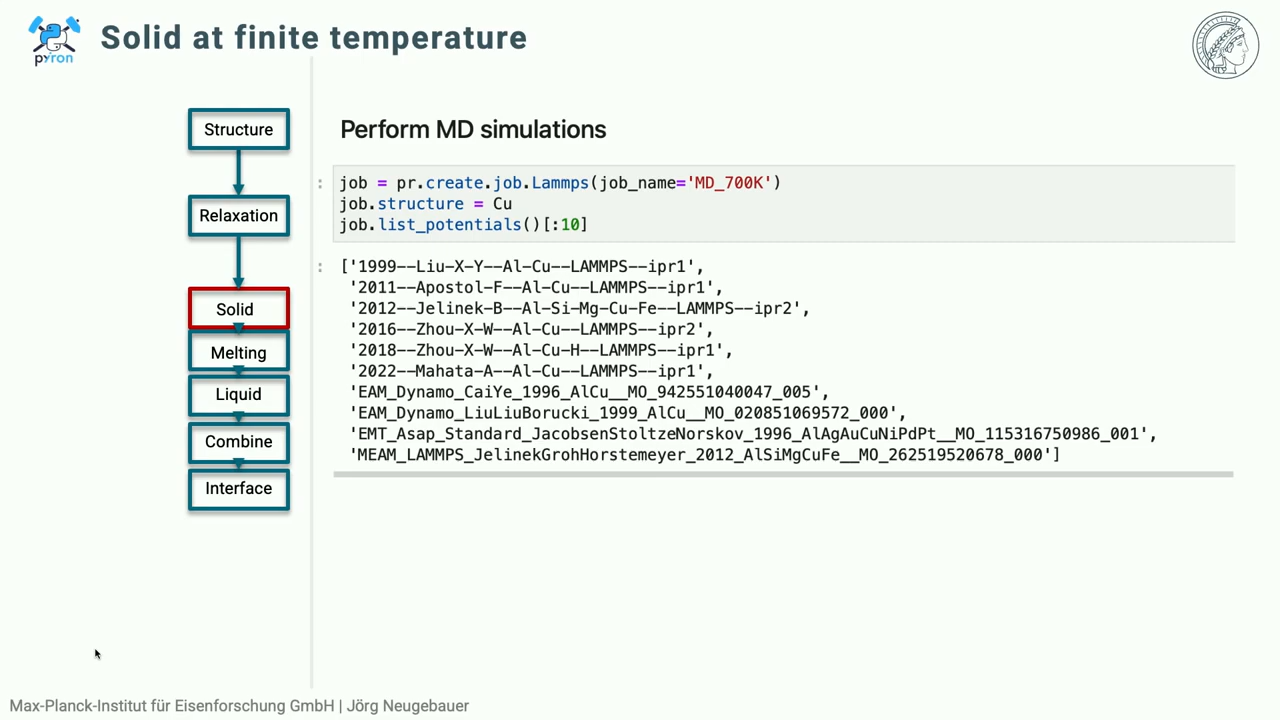 Solid at finite temperature
pyron
Structure
Relaxation
Solid
Melting
Liquid
Combine
Interface
Perform MD simulations
: job = pr.create.job.Lammps(job_name='MD_700K')
job.structure = Cu
job.list_potentials()[:10]
: ['1999--Liu-X-Y--Al-Cu--LAMMPS--ipr1',
'2011--Apostol-F--Al-Cu--LAMMPS--ipr1',
'2012--Jelinek-B--Al-Si-Mg-Cu-Fe--LAMMPS--ipr2',
'2016--Zhou-X-W--Al-Cu--LAMMPS--ipr2',
'2018--Zhou-X-W--Al-Cu-H--LAMMPS--ipr1',
'2022--Mahata-A--Al-Cu--LAMMPS--ipr1',
'EAM_Dynamo_CaiYe_1996_AlCu__MO_942551040047_005',
'EAM_Dynamo_LiuLiuBorucki_1999_AlCu__MO_020851069572_000',
'EMT_Asap_Standard_JacobsenStoltzeNorskov_1996_AlAgAuCuNiPdPt__MO_115316750986_001',
'MEAM_LAMMPS_JelinekGrohHorstemeyer_2012_AlSiMgCuFe__MO_262519520678_000']
Max-Planck-Institut für Eisenforschung GmbH | Jörg Neugebauer